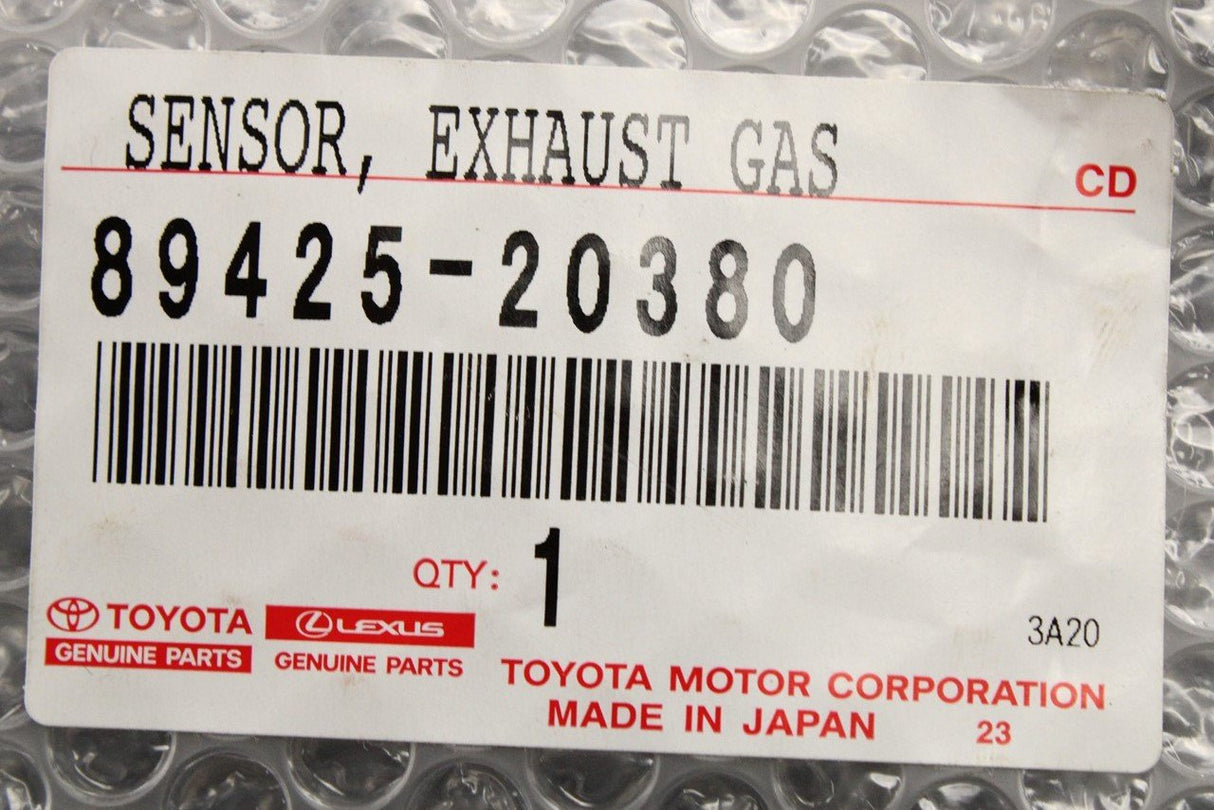 SENSOR, EXHAUST GAS
CD
89425-20380
QTY: 1
3A20
TOYOTA
GENUINE PARTS
LEXUS
GENUINE PARTS
TOYOTA MOTOR CORPORATION
MADE IN JAPAN 23